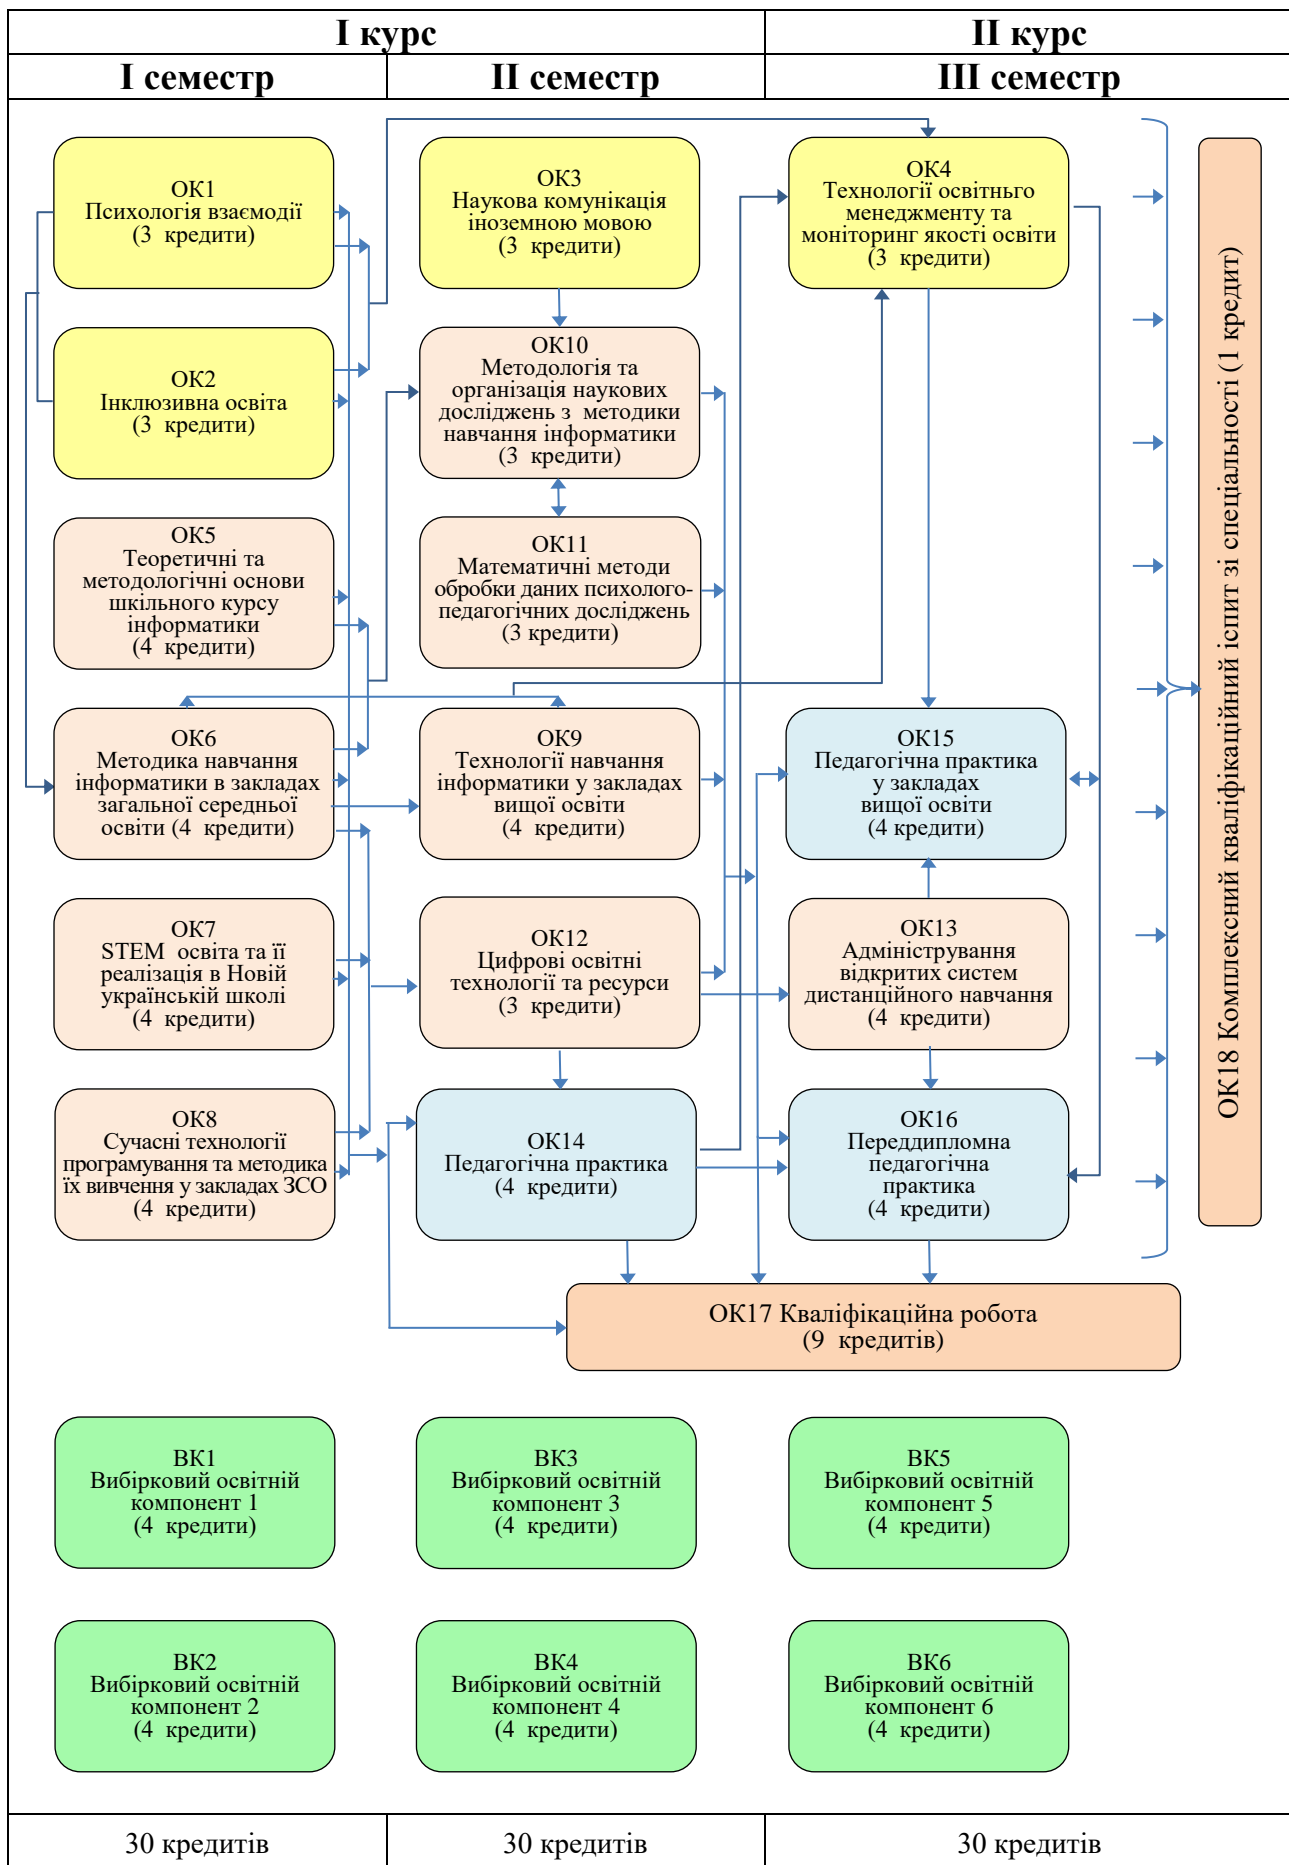 І курс
ІІ курс
І семестр
ІІ семестр
ІІІ семестр
ОК1
Психологія взаємодії
(3 кредити)
ОК2
Інклюзивна освіта
(3 кредити)
ОК5
Теоретичні та
методологічні основи
шкільного курсу
інформатики
(4 кредити)
ОК6
Методика навчання
інформатики в закладах
загальної середньої
освіти (4 кредити)
ОК7
STEM освіта та її
реалізація в Новій
українській школі
(4 кредити)
ОК8
Сучасні технології
програмування та методика
їх вивчення у закладах ЗСО
(4 кредити)
ОК3
Наукова комунікація
іноземною мовою
(3 кредити)
ОК10
Методологія та
організація наукових
досліджень з методики
навчання інформатики
(3 кредити)
ОК11
Математичні методи
обробки даних психолого-
педагогічних досліджень
(3 кредити)
ОК9
Технології навчання
інформатики у закладах
вищої освіти
(4 кредити)
ОК12
Цифрові освітні
технології та ресурси
(3 кредити)
ОК14
Педагогічна практика
(4 кредити)
ОК4
Технології освітнього
менеджменту та
моніторинг якості освіти
(3 кредити)
ОК15
Педагогічна практика
у закладах
вищої освіти
(4 кредити)
ОК13
Адміністрування
відкритих систем
дистанційного навчання
(4 кредити)
ОК16
Переддипломна
педагогічна
практика
(4 кредити)
ОК18 Комплексний кваліфікаційний іспит зі спеціальності (1 кредит)
ОК17 Кваліфікаційна робота
(9 кредитів)
ВК1
Вибірковий освітній
компонент 1
(4 кредити)
ВК3
Вибірковий освітній
компонент 3
(4 кредити)
ВК5
Вибірковий освітній
компонент 5
(4 кредити)
ВК2
Вибірковий освітній
компонент 2
(4 кредити)
ВК4
Вибірковий освітній
компонент 4
(4 кредити)
ВК6
Вибірковий освітній
компонент 6
(4 кредити)
30 кредитів
30 кредитів
30 кредитів